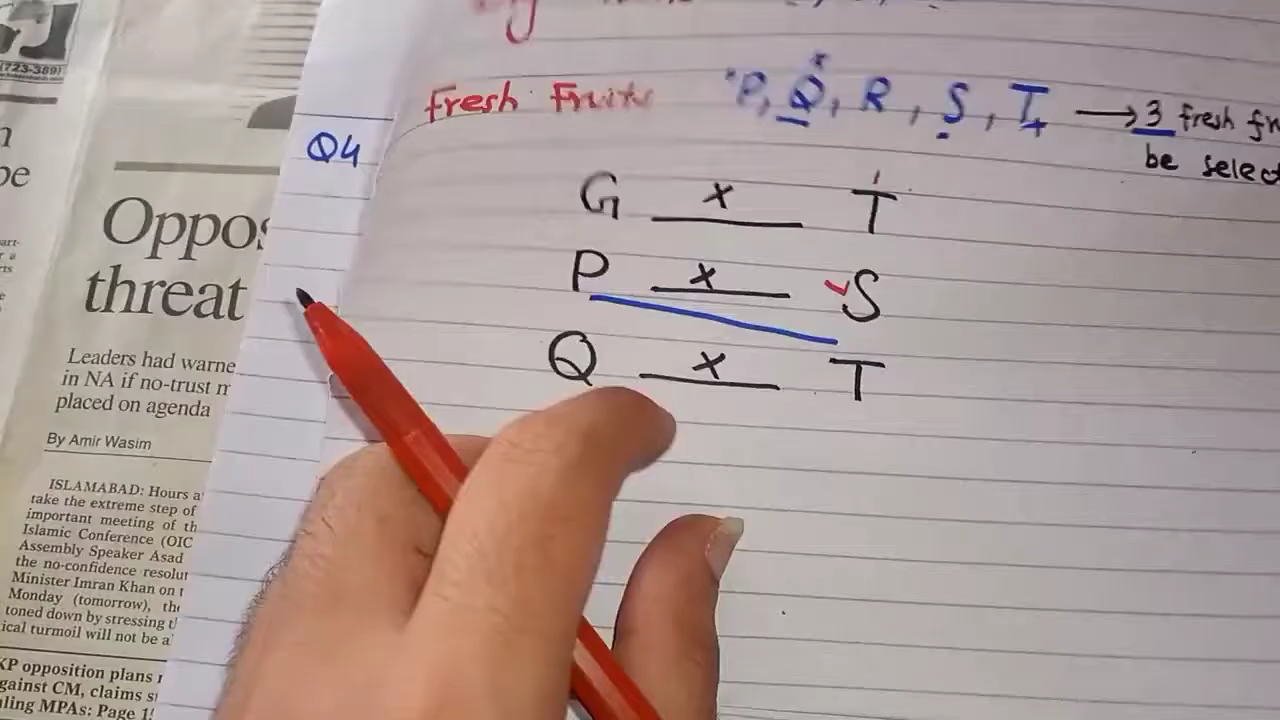 (723-389)
Fresh Fruits P, Q, R, S, T → 3 fresh
be selec
Q4
G x T
P x S
Q x T
Oppos
threat
Leaders had warne
in NA if no-trust m
placed on agenda
By Amir Wasim
ISLAMABAD: Hours a
take the extreme step of
important meeting of th
Islamic Conference (OIC
Assembly Speaker Asad
the no-confidence resolut
Minister Imran Khan on
Monday (tomorrow), the
toned down by stressing t
ical turmoil will not be a
KP opposition plans
gainst CM, claims s
ling MPAs: Page 1